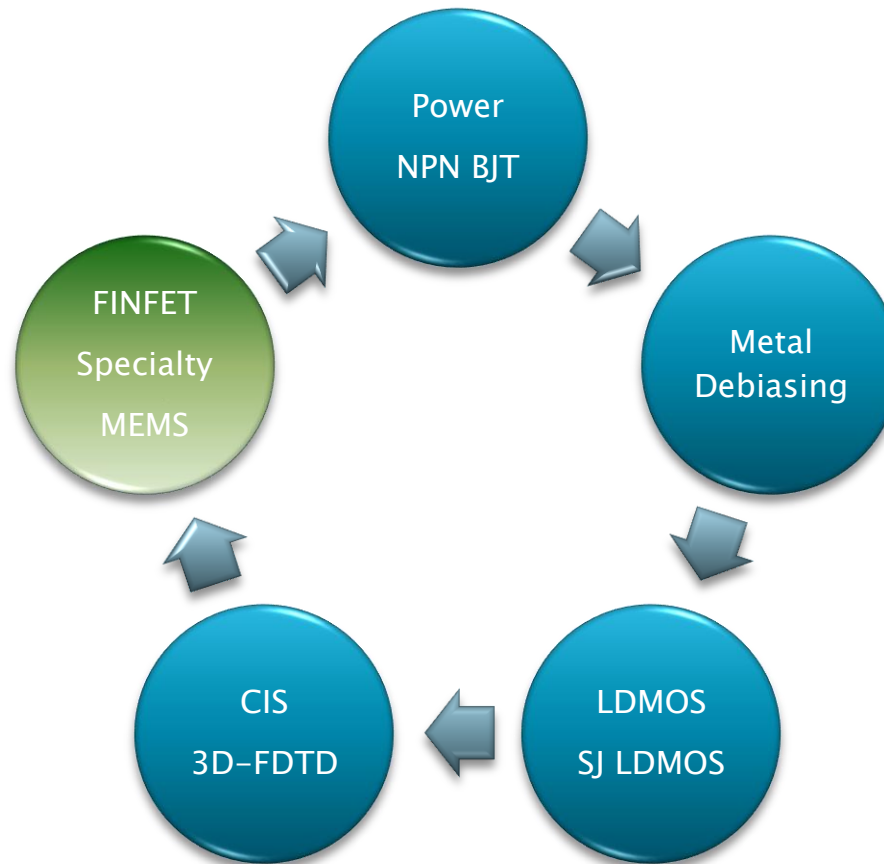 Power
NPN BJT
Metal
Debiasing
LDMOS
SJ LDMOS
CIS
3D-FDTD
FINFET
Specialty
MEMS